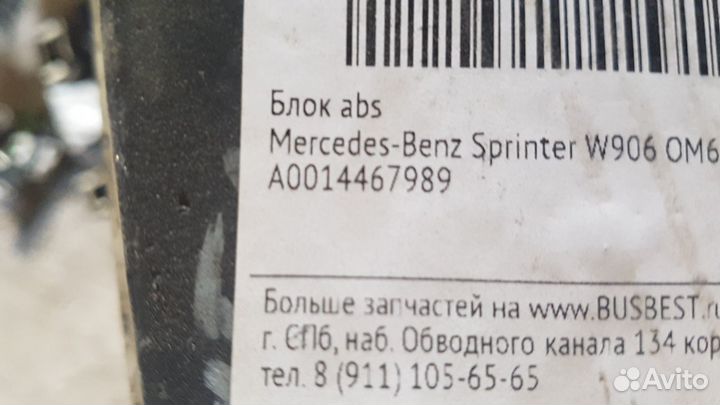 Блок abs
Mercedes-Benz Sprinter W906 OM6
A0014467989
Больше запчастей на www.BUSBEST.ru
г. СПб, наб. Обводного канала 134 кор
тел. 8 (911) 105-65-65
Avito